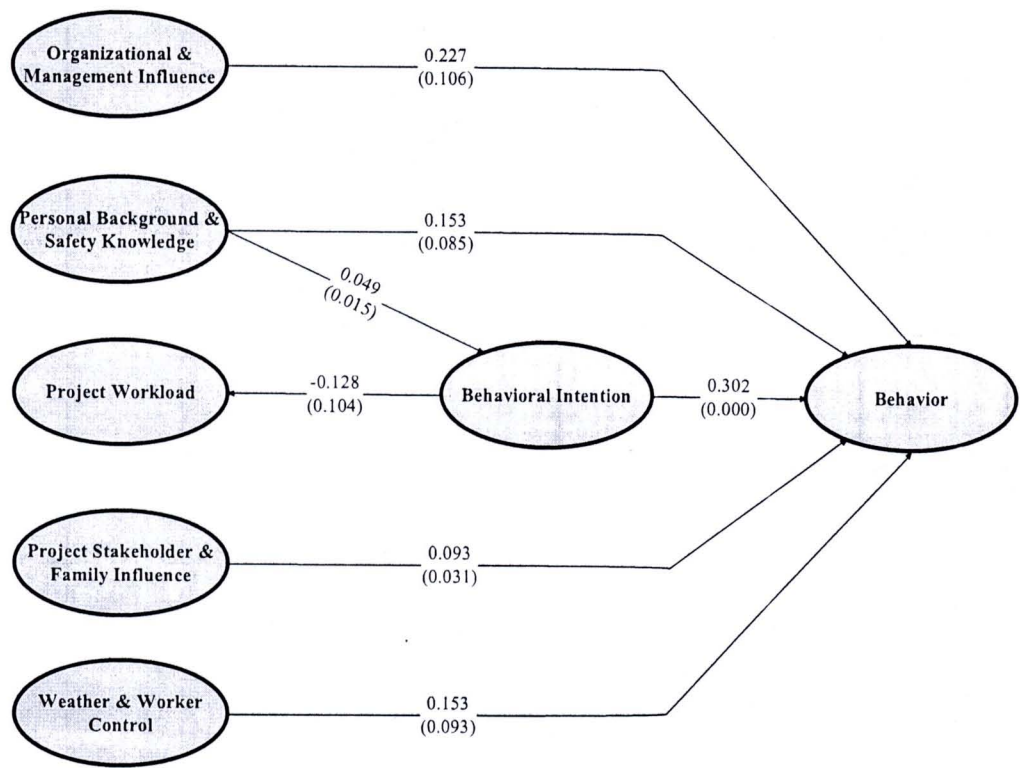 Organizational &
Management Influence
0.227
(0.106)
Personal Background &
Safety Knowledge
0.153
(0.085)
0.049
(0.015)
Project Workload
-0.128
(0.104)
Behavioral Intention
0.302
(0.000)
Behavior
Project Stakeholder &
Family Influence
0.093
(0.031)
Weather & Worker
Control
0.153
(0.093)